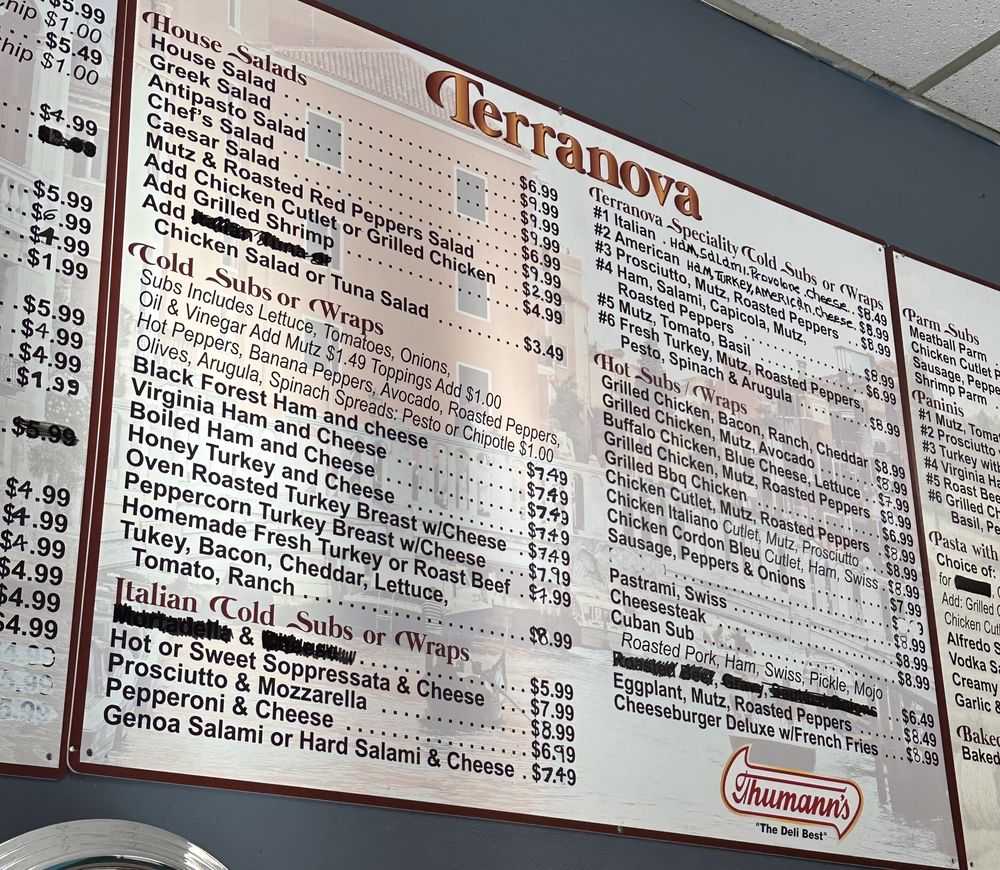 $5.99
hip $1.00
$5.49
hip $1.00
$4.99
$5.99
$6.99
$4.99
$1.99
$5.99
$4.99
$4.99
$1.99
$5.99
$4.99
$4.99
$4.99
$4.99
$4.99
$4.99
Terranova
House Salads
House Salad $6.99
Greek Salad $9.99
Antipasto Salad $9.99
Chef's Salad $9.99
Caesar Salad $6.99
Mutz & Roasted Red Peppers Salad $9.99
Add Chicken Cutlet or Grilled Chicken $2.99
Add Grilled Shrimp $4.99
Add
Chicken Salad or Tuna Salad $3.49
Cold Subs or Wraps
Subs Includes Lettuce, Tomatoes, Onions,
Oil & Vinegar Add Mutz $1.49 Toppings Add $1.00
Hot Peppers, Banana Peppers, Avocado, Roasted Peppers,
Olives, Arugula, Spinach Spreads: Pesto or Chipotle $1.00
Black Forest Ham and cheese $7.49
Virginia Ham and Cheese $7.49
Boiled Ham and Cheese $7.49
Honey Turkey and Cheese $7.49
Oven Roasted Turkey Breast w/Cheese $7.49
Peppercorn Turkey Breast w/Cheese
Homemade Fresh Turkey or Roast Beef
Tukey, Bacon, Cheddar, Lettuce,
Tomato, Ranch $8.99
Italian Cold Subs or Wraps
Mortadella & $5.99
Hot or Sweet Soppressata & Cheese $7.99
Prosciutto & Mozzarella $8.99
Pepperoni & Cheese
Genoa Salami or Hard Salami & Cheese $7.49
Terranova Speciality Cold Subs or Wraps
#1 Italian Ham, Salami, Provolone, Cheese $8.49
#2 American Ham, Turkey, American, Cheese $8.99
#3 Prosciutto, Mutz, Roasted Peppers $8.99
#4 Ham, Salami, Capicola, Mutz,
Roasted Peppers $8.99
#5 Mutz, Tomato, Basil $6.99
#6 Fresh Turkey, Mutz, Roasted Peppers,
Pesto, Spinach & Arugula $8.99
Hot Subs / Wraps
Grilled Chicken, Bacon, Ranch, Cheddar $8.99
Grilled Chicken, Mutz, Avocado $8.99
Buffalo Chicken, Blue Cheese, Lettuce
Grilled Chicken, Mutz, Roasted Peppers $8.99
Grilled Bbq Chicken $6.99
Chicken Cutlet, Mutz, Roasted Peppers $8.99
Chicken Italiano Cutlet, Mutz, Prosciutto $8.99
Chicken Cordon Bleu Cutlet, Ham, Swiss $8.99
Sausage, Peppers & Onions $7.99
Pastrami, Swiss
Cheesesteak $8.99
Cuban Sub $8.99
Roasted Pork, Ham, Swiss, Pickle, Mojo $8.99
Eggplant, Mutz, Roasted Peppers $6.49
Cheeseburger Deluxe w/French Fries $8.49
$8.99
Thumann's
"The Deli Best"
Parm Subs
Meatball Parm
Chicken Cutlet P
Sausage, Peppe
Shrimp Parm
Paninis
#1 Mutz, Toma
#2 Prosciutto
#3 Turkey with
#4 Virginia Ha
#5 Roast Bee
#6 Grilled Ch
Basil, P
Pasta with
Choice of:
for
Add: Grilled
Chicken Cutl
Alfredo S
Vodka Sa
Creamy
Garlic &
Baked
Baked